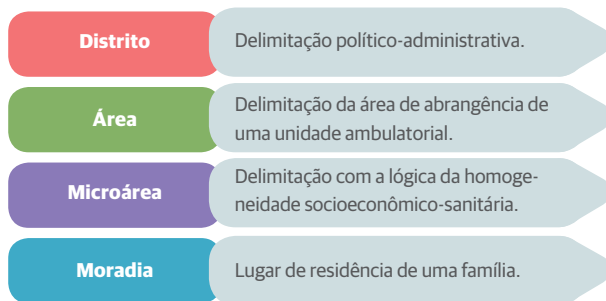 Distrito
Delimitação político-administrativa.
Área
Delimitação da área de abrangência de
uma unidade ambulatorial.
Microárea
Delimitação com a lógica da homoge-
neidade socioeconômico-sanitária.
Moradia
Lugar de residência de uma família.